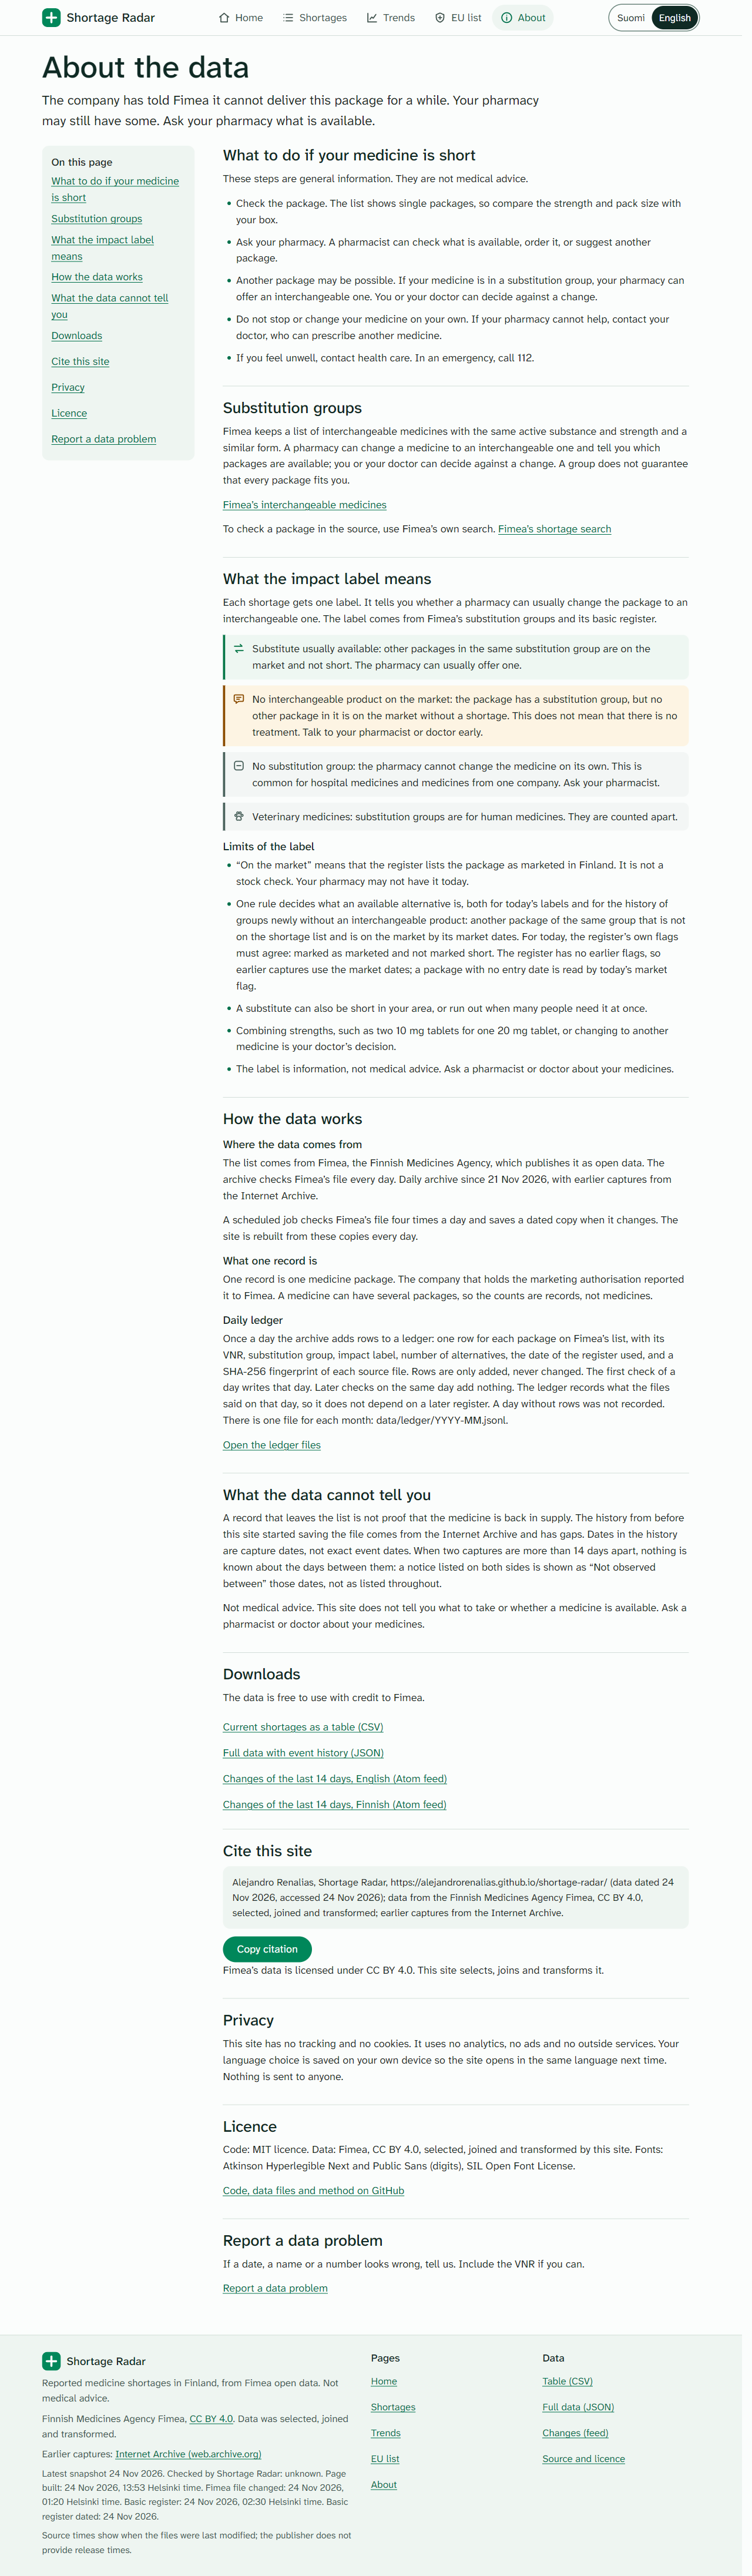 Shortage Radar
Home
Shortages
Trends
EU list
About
Suomi
English
About the data
The company has told Fimea it cannot deliver this package for a while. Your pharmacy
may still have some. Ask your pharmacy what is available.
On this page
What to do if your medicine
is short
Substitution groups
What the impact label
means
How the data works
What the data cannot tell
you
Downloads
Cite this site
Privacy
Licence
Report a data problem
What to do if your medicine is short
These steps are general information. They are not medical advice.
Check the package. The list shows single packages, so compare the strength and pack size with
your box.
Ask your pharmacy. A pharmacist can check what is available, order it, or suggest another
package.
Another package may be possible. If your medicine is in a substitution group, your pharmacy can
offer an interchangeable one. You or your doctor can decide against a change.
Do not stop or change your medicine on your own. If your pharmacy cannot help, contact your
doctor, who can prescribe another medicine.
If you feel unwell, contact health care. In an emergency, call 112.
Substitution groups
Fimea keeps a list of interchangeable medicines with the same active substance and strength and a
similar form. A pharmacy can change a medicine to an interchangeable one and tell you which
packages are available; you or your doctor can decide against a change. A group does not guarantee
that every package fits you.
Fimea's interchangeable medicines
To check a package in the source, use Fimea's own search. Fimea's shortage search
What the impact label means
Each shortage gets one label. It tells you whether a pharmacy can usually change the package to an
interchangeable one. The label comes from Fimea's substitution groups and its basic register.
Substitute usually available: other packages in the same substitution group are on the
market and not short. The pharmacy can usually offer one.
No interchangeable product on the market: the package has a substitution group, but no
other package in it is on the market without a shortage. This does not mean that there is no
treatment. Talk to your pharmacist or doctor early.
No substitution group: the pharmacy cannot change the medicine on its own. This is
common for hospital medicines and medicines from one company. Ask your pharmacist.
Veterinary medicines: substitution groups are for human medicines. They are counted apart.
Limits of the label
“On the market” means that the register lists the package as marketed in Finland. It is not a
stock check. Your pharmacy may not have it today.
One rule decides what an available alternative is, both for today's labels and for the history of
groups newly without an interchangeable product: another package of the same group that is not
on the shortage list and is on the market by its market dates. For today, the register's own flags
must agree: marked as marketed and not marked short. The register has no earlier flags, so
earlier captures use the market dates; a package with no entry date is read by today's market
flag.
A substitute can also be short in your area, or run out when many people need it at once.
Combining strengths, such as two 10 mg tablets for one 20 mg tablet, or changing to another
medicine is your doctor's decision.
The label is information, not medical advice. Ask a pharmacist or doctor about your medicines.
How the data works
Where the data comes from
The list comes from Fimea, the Finnish Medicines Agency, which publishes it as open data. The
archive checks Fimea's file every day. Daily archive since 21 Nov 2026, with earlier captures from
the Internet Archive.
A scheduled job checks Fimea's file four times a day and saves a dated copy when it changes. The
site is rebuilt from these copies every day.
What one record is
One record is one medicine package. The company that holds the marketing authorisation reported
it to Fimea. A medicine can have several packages, so the counts are records, not medicines.
Daily ledger
Once a day the archive adds rows to a ledger: one row for each package on Fimea's list, with its
VNR, substitution group, impact label, number of alternatives, the date of the register used, and a
SHA-256 fingerprint of each source file. Rows are only added, never changed. The first check of a
day writes that day. Later checks on the same day add nothing. The ledger records what the files
said on that day, so it does not depend on a later register. A day without rows was not recorded.
There is one file for each month: data/ledger/YYYY-MM.jsonl.
Open the ledger files
What the data cannot tell you
A record that leaves the list is not proof that the medicine is back in supply. The history from before
this site started saving the file comes from the Internet Archive and has gaps. Dates in the history
are capture dates, not exact event dates. When two captures are more than 14 days apart, nothing is
known about the days between them: a notice listed on both sides is shown as “Not observed
between” those dates, not as listed throughout.
Not medical advice. This site does not tell you what to take or whether a medicine is available. Ask a
pharmacist or doctor about your medicines.
Downloads
The data is free to use with credit to Fimea.
Current shortages as a table (CSV)
Full data with event history (JSON)
Changes of the last 14 days, English (Atom feed)
Changes of the last 14 days, Finnish (Atom feed)
Cite this site
Alejandro Renalias, Shortage Radar, https://alejandrorenalias.github.io/shortage-radar/ (data dated 24
Nov 2026, accessed 24 Nov 2026); data from the Finnish Medicines Agency Fimea, CC BY 4.0,
selected, joined and transformed; earlier captures from the Internet Archive.
Copy citation
Fimea's data is licensed under CC BY 4.0. This site selects, joins and transforms it.
Privacy
This site has no tracking and no cookies. It uses no analytics, no ads and no outside services. Your
language choice is saved on your own device so the site opens in the same language next time.
Nothing is sent to anyone.
Licence
Code: MIT licence. Data: Fimea, CC BY 4.0, selected, joined and transformed by this site. Fonts:
Atkinson Hyperlegible Next and Public Sans (digits), SIL Open Font License.
Code, data files and method on GitHub
Report a data problem
If a date, a name or a number looks wrong, tell us. Include the VNR if you can.
Report a data problem
Shortage Radar
Reported medicine shortages in Finland, from Fimea open data. Not
medical advice.
Finnish Medicines Agency Fimea, CC BY 4.0. Data was selected, joined
and transformed.
Earlier captures: Internet Archive (web.archive.org)
Latest snapshot 24 Nov 2026. Checked by Shortage Radar: unknown. Page
built: 24 Nov 2026, 13:53 Helsinki time. Fimea file changed: 24 Nov 2026,
01:20 Helsinki time. Basic register: 24 Nov 2026, 02:30 Helsinki time. Basic
register dated: 24 Nov 2026.
Source times show when the files were last modified; the publisher does not
provide release times.
Pages
Home
Shortages
Trends
EU list
About
Data
Table (CSV)
Full data (JSON)
Changes (feed)
Source and licence